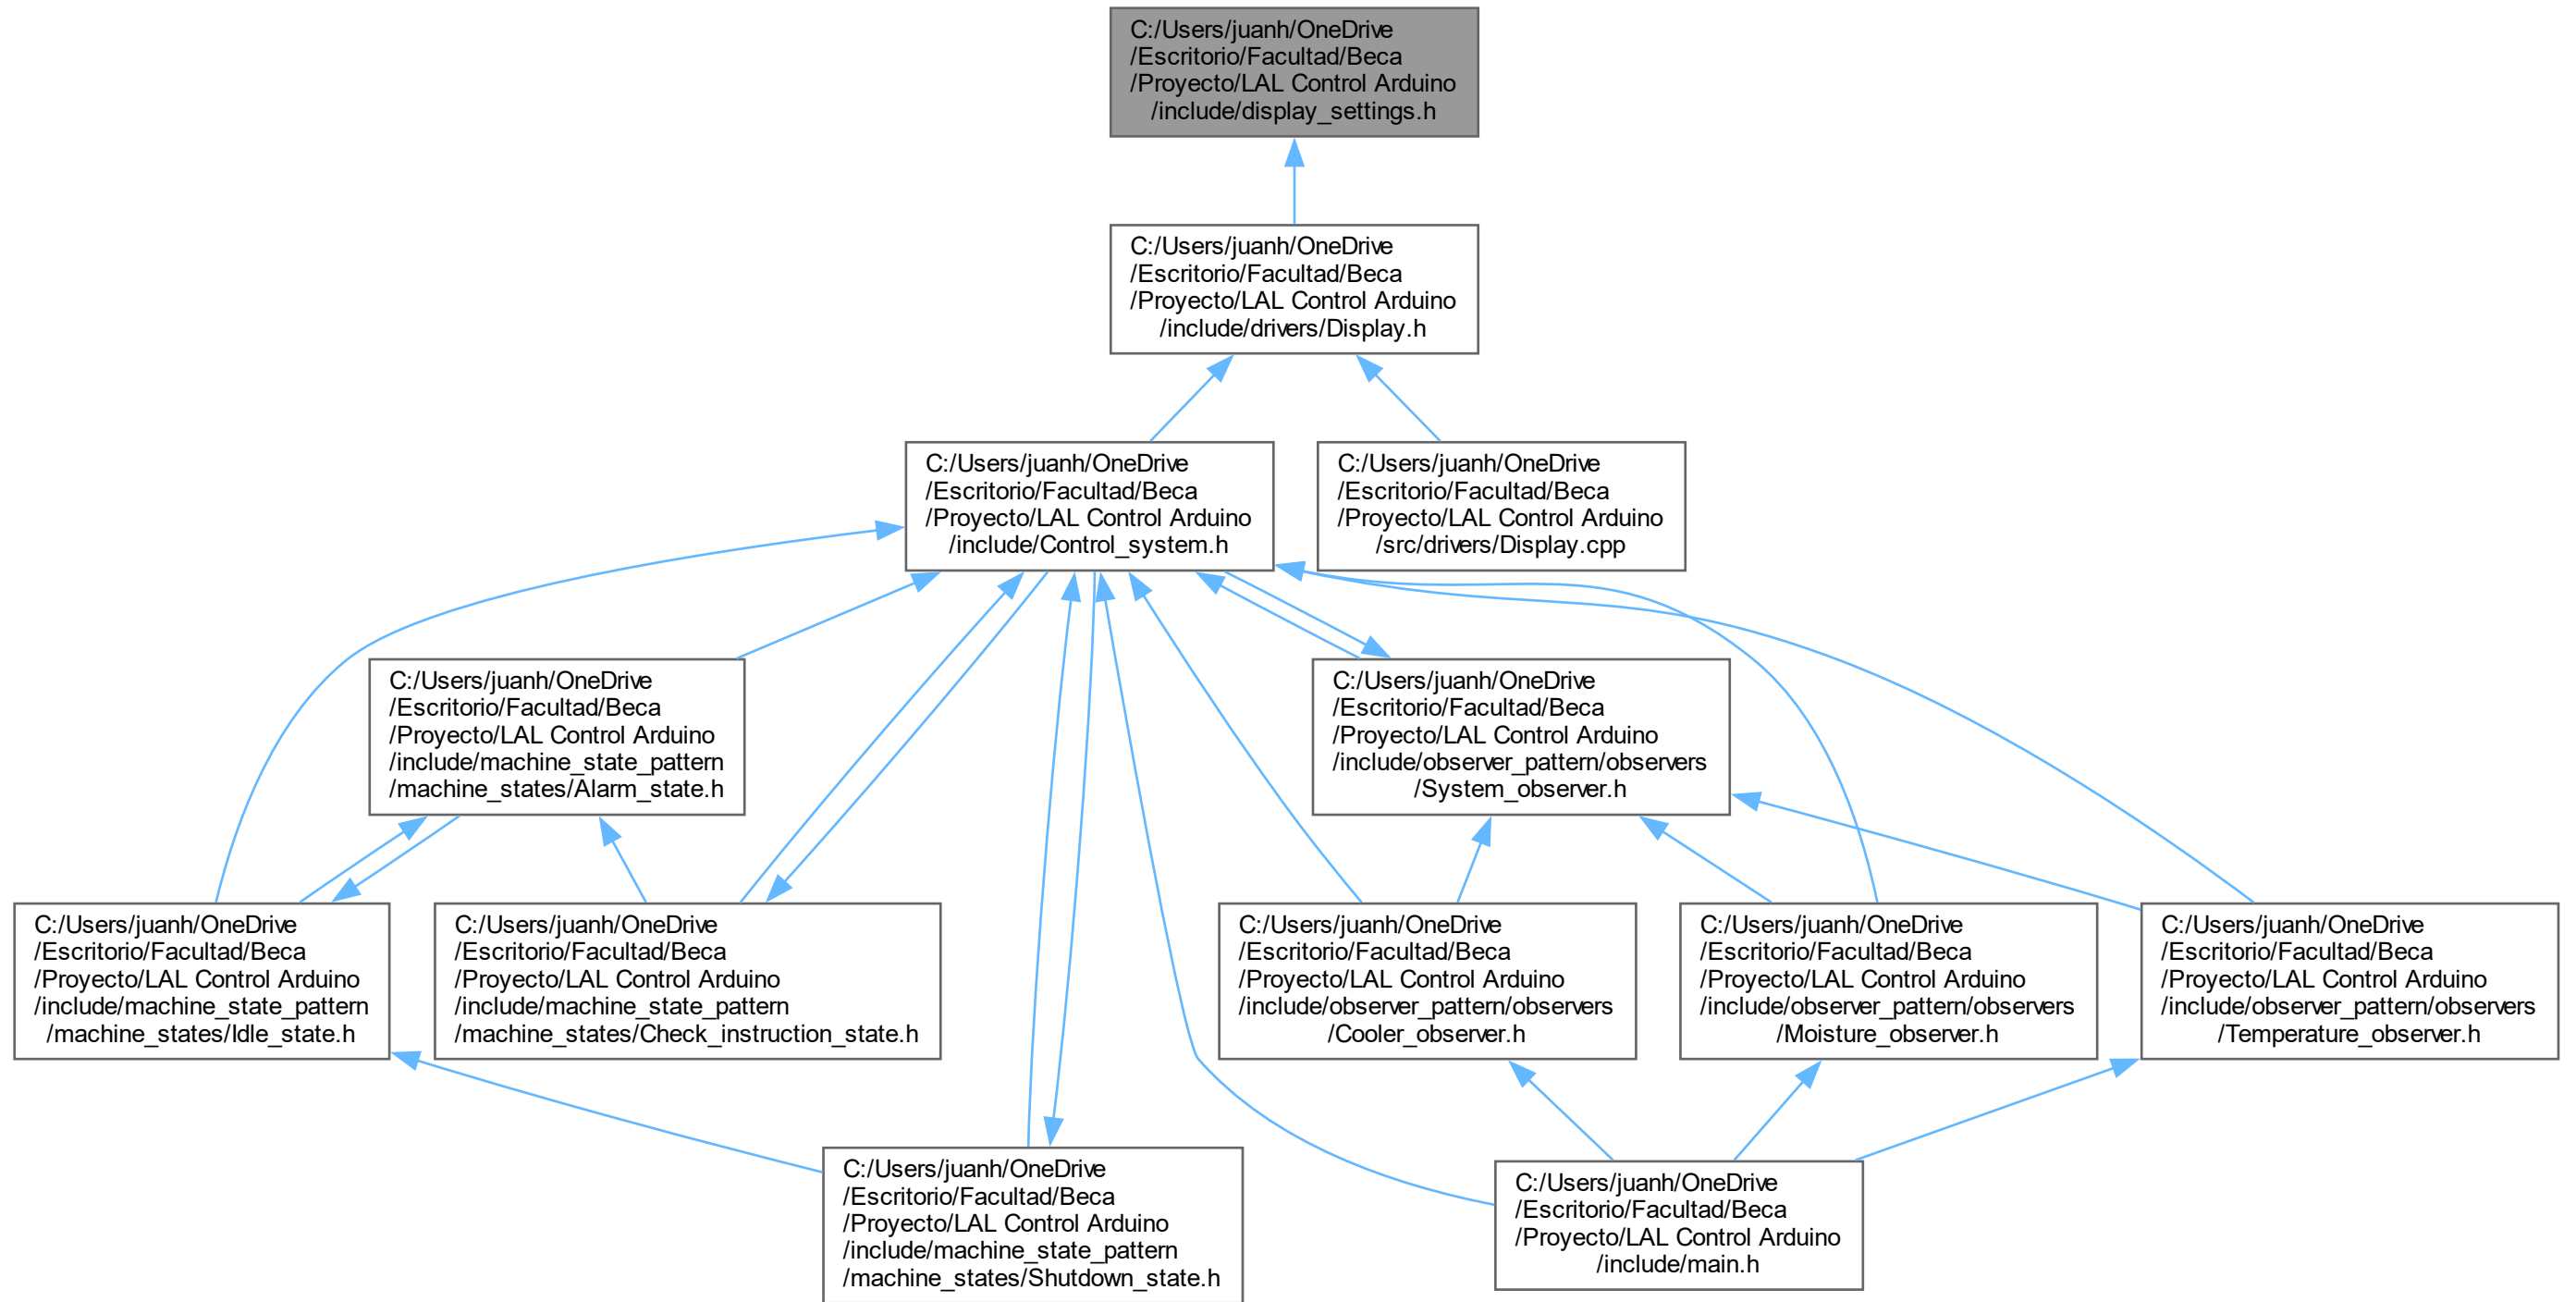 C:/Users/juanh/OneDrive
/Escritorio/Facultad/Beca
/Proyecto/LAL Control Arduino
/include/display_settings.h
C:/Users/juanh/OneDrive
/Escritorio/Facultad/Beca
/Proyecto/LAL Control Arduino
/include/drivers/Display.h
C:/Users/juanh/OneDrive
/Escritorio/Facultad/Beca
/Proyecto/LAL Control Arduino
/include/Control_system.h
C:/Users/juanh/OneDrive
/Escritorio/Facultad/Beca
/Proyecto/LAL Control Arduino
/src/drivers/Display.cpp
C:/Users/juanh/OneDrive
/Escritorio/Facultad/Beca
/Proyecto/LAL Control Arduino
/include/machine_state_pattern
/machine_states/Alarm_state.h
C:/Users/juanh/OneDrive
/Escritorio/Facultad/Beca
/Proyecto/LAL Control Arduino
/include/observer_pattern/observers
/System_observer.h
C:/Users/juanh/OneDrive
/Escritorio/Facultad/Beca
/Proyecto/LAL Control Arduino
/include/machine_state_pattern
/machine_states/Idle_state.h
C:/Users/juanh/OneDrive
/Escritorio/Facultad/Beca
/Proyecto/LAL Control Arduino
/include/machine_state_pattern
/machine_states/Check_instruction_state.h
C:/Users/juanh/OneDrive
/Escritorio/Facultad/Beca
/Proyecto/LAL Control Arduino
/include/observer_pattern/observers
/Cooler_observer.h
C:/Users/juanh/OneDrive
/Escritorio/Facultad/Beca
/Proyecto/LAL Control Arduino
/include/observer_pattern/observers
/Moisture_observer.h
C:/Users/juanh/OneDrive
/Escritorio/Facultad/Beca
/Proyecto/LAL Control Arduino
/include/observer_pattern/observers
/Temperature_observer.h
C:/Users/juanh/OneDrive
/Escritorio/Facultad/Beca
/Proyecto/LAL Control Arduino
/include/machine_state_pattern
/machine_states/Shutdown_state.h
C:/Users/juanh/OneDrive
/Escritorio/Facultad/Beca
/Proyecto/LAL Control Arduino
/include/main.h